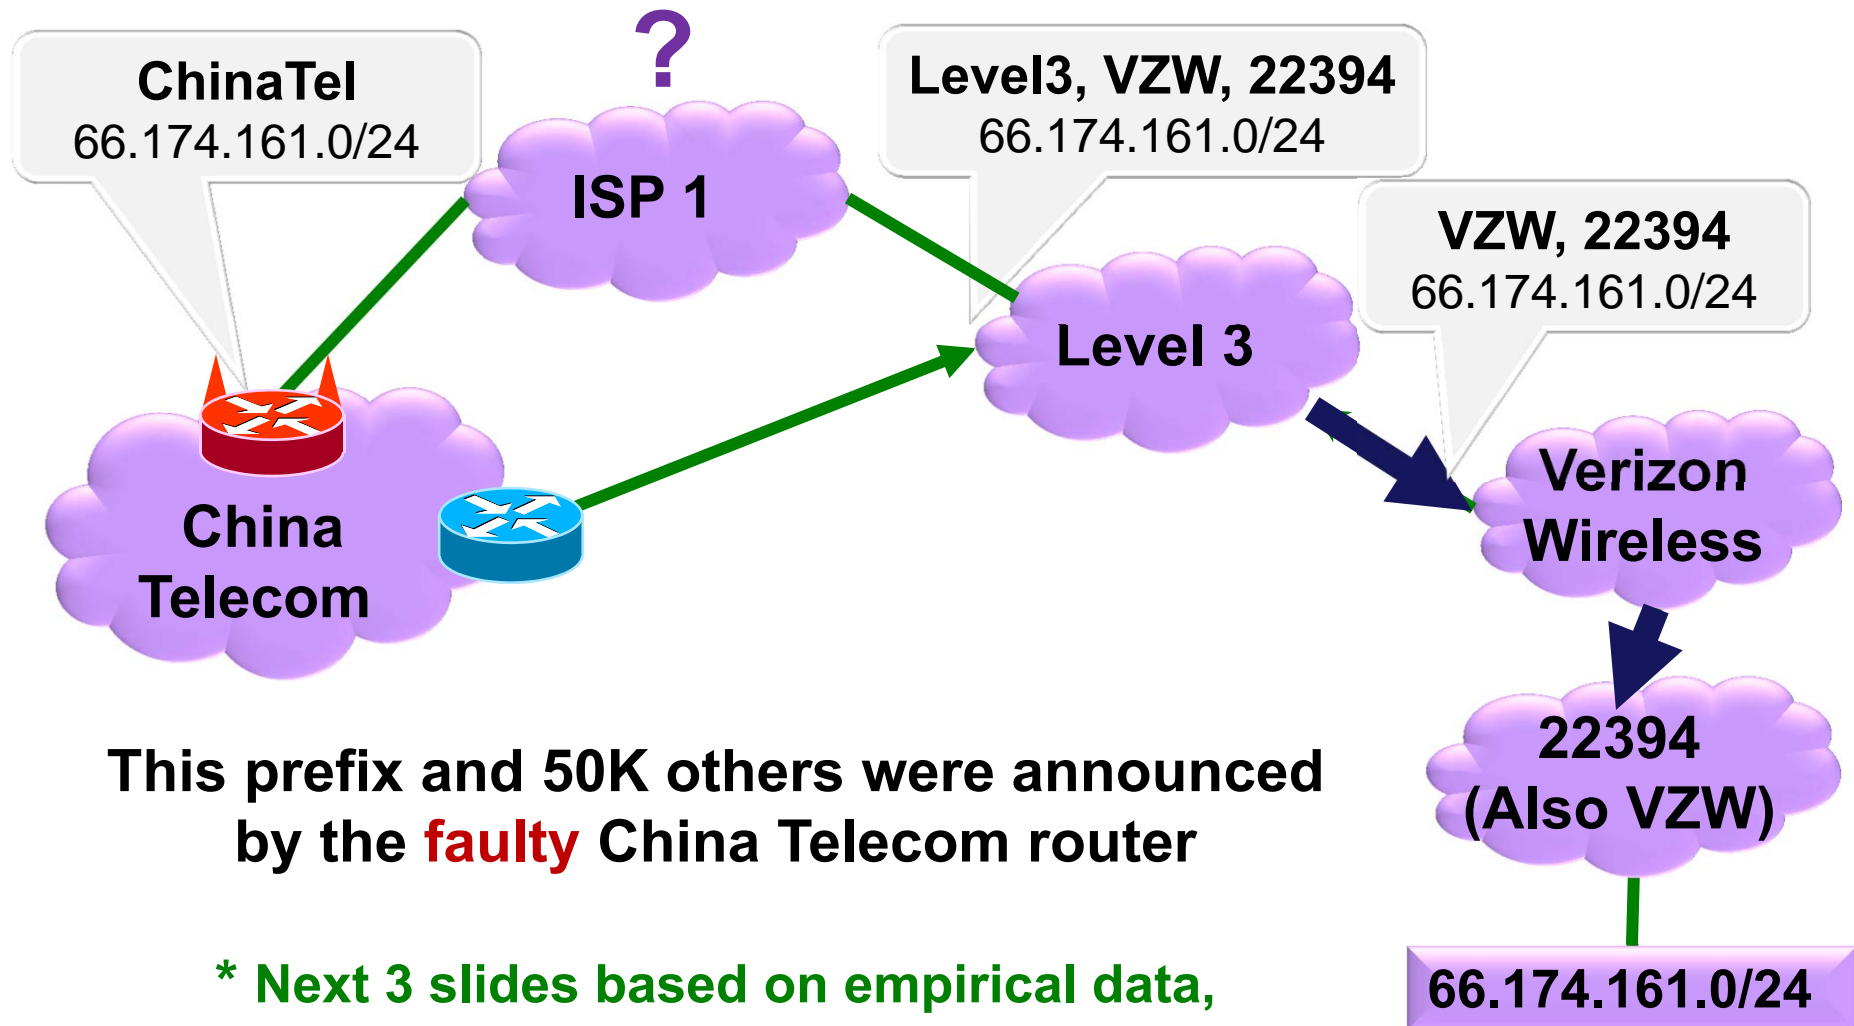 ?
ChinaTel
66.174.161.0/24
Level3, VZW, 22394
66.174.161.0/24
ISP 1
VZW, 22394
66.174.161.0/24
Level 3
Verizon
Wireless
China
Telecom
22394
(Also VZW)
This prefix and 50K others were announced
by the faulty China Telecom router
* Next 3 slides based on empirical data,
66.174.161.0/24